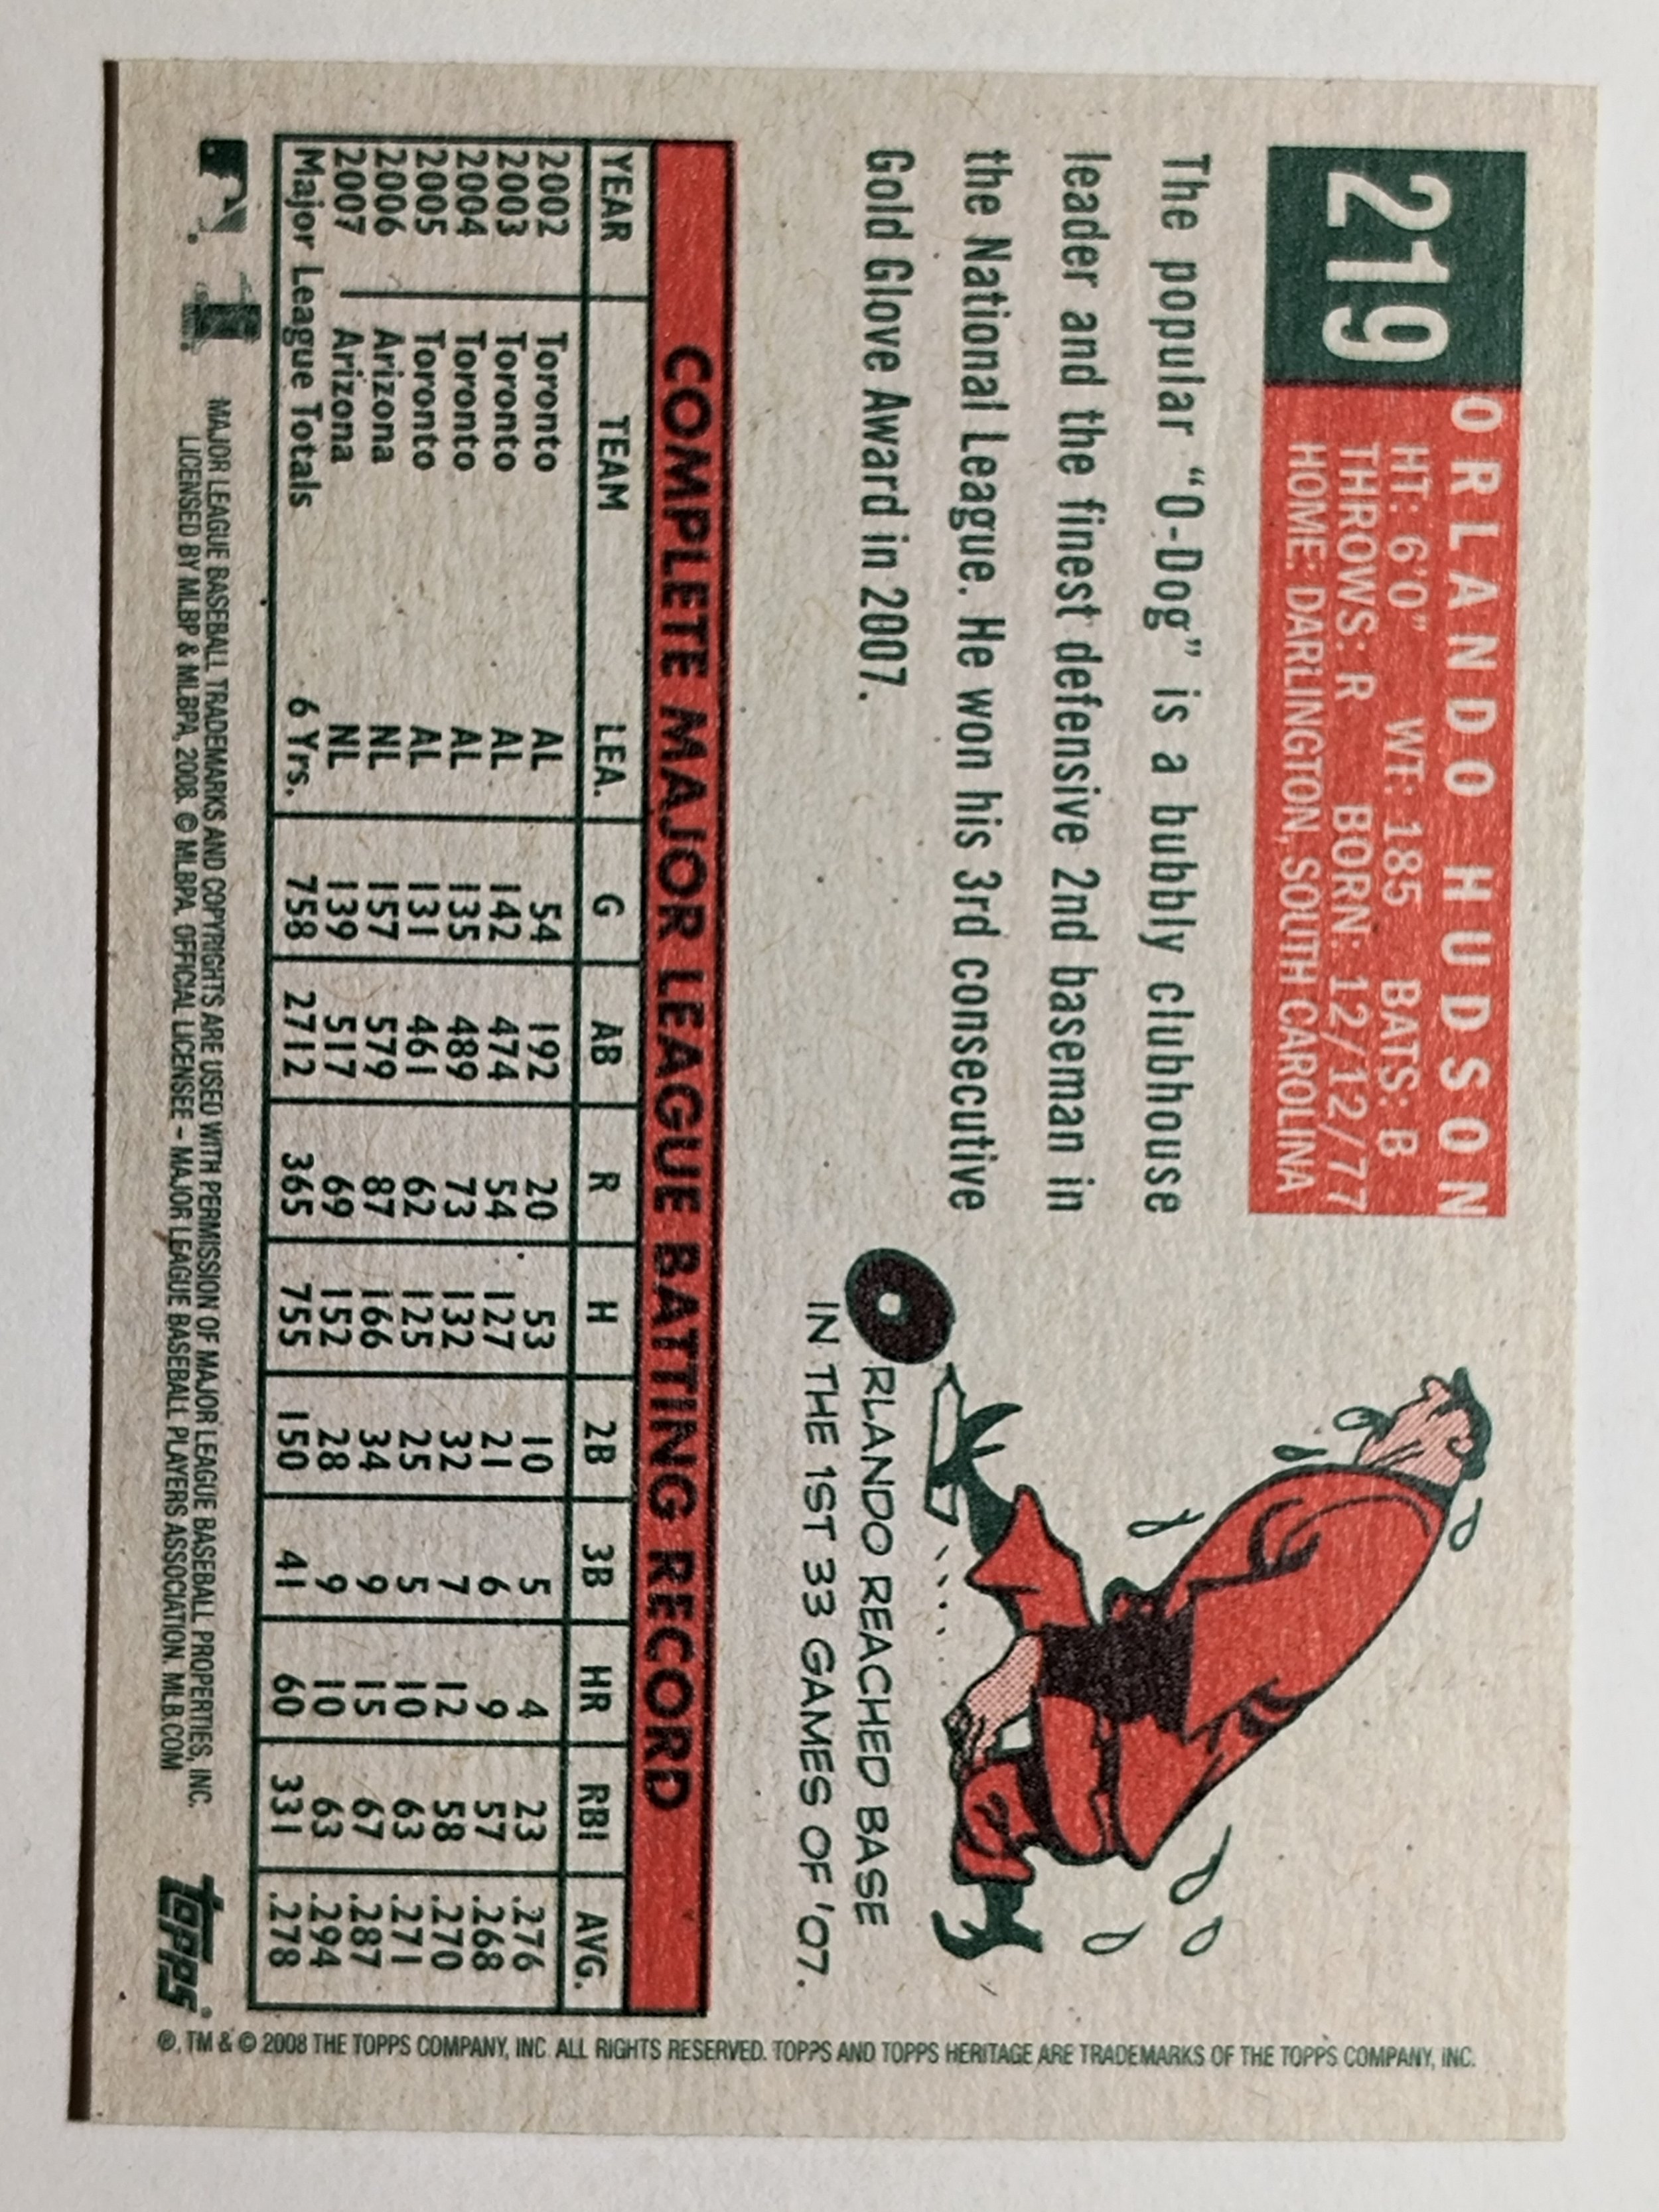 219
ORLANDO HUDSON
HT: 6'0" WT: 185 BATS: B
THROWS: R BORN: 12/12/77
HOME: DARLINGTON, SOUTH CAROLINA
The popular “O-Dog” is a bubbly clubhouse
leader and the finest defensive 2nd baseman in
the National League. He won his 3rd consecutive
Gold Glove Award in 2007.
ORLANDO REACHED BASE
IN THE 1ST 33 GAMES OF '07.
COMPLETE MAJOR LEAGUE BATTING RECORD
YEAR TEAM LEA. G AB R H 2B 3B HR RBI AVG.
2002 Toronto AL 54 192 20 53 10 5 4 23 .276
2003 Toronto AL 142 474 54 127 21 6 9 57 .268
2004 Toronto AL 135 489 73 132 32 7 12 58 .270
2005 Toronto AL 131 461 62 125 25 5 10 63 .271
2006 Arizona NL 157 579 87 166 34 9 15 67 .287
2007 Arizona NL 139 517 69 152 28 9 10 63 .294
Major League Totals 6 Yrs. 758 2712 365 755 150 41 60 331 .278
MAJOR LEAGUE BASEBALL TRADEMARKS AND COPYRIGHTS ARE USED WITH PERMISSION OF MAJOR LEAGUE BASEBALL PROPERTIES, INC.
LICENSED BY MLBP & MLBPA, 2008. © MLBPA. OFFICIAL LICENSEE – MAJOR LEAGUE BASEBALL PLAYERS ASSOCIATION. MLB.COM
topps®
®, TM & © 2008 THE TOPPS COMPANY, INC. ALL RIGHTS RESERVED. TOPPS AND TOPPS HERITAGE ARE TRADEMARKS OF THE TOPPS COMPANY, INC.